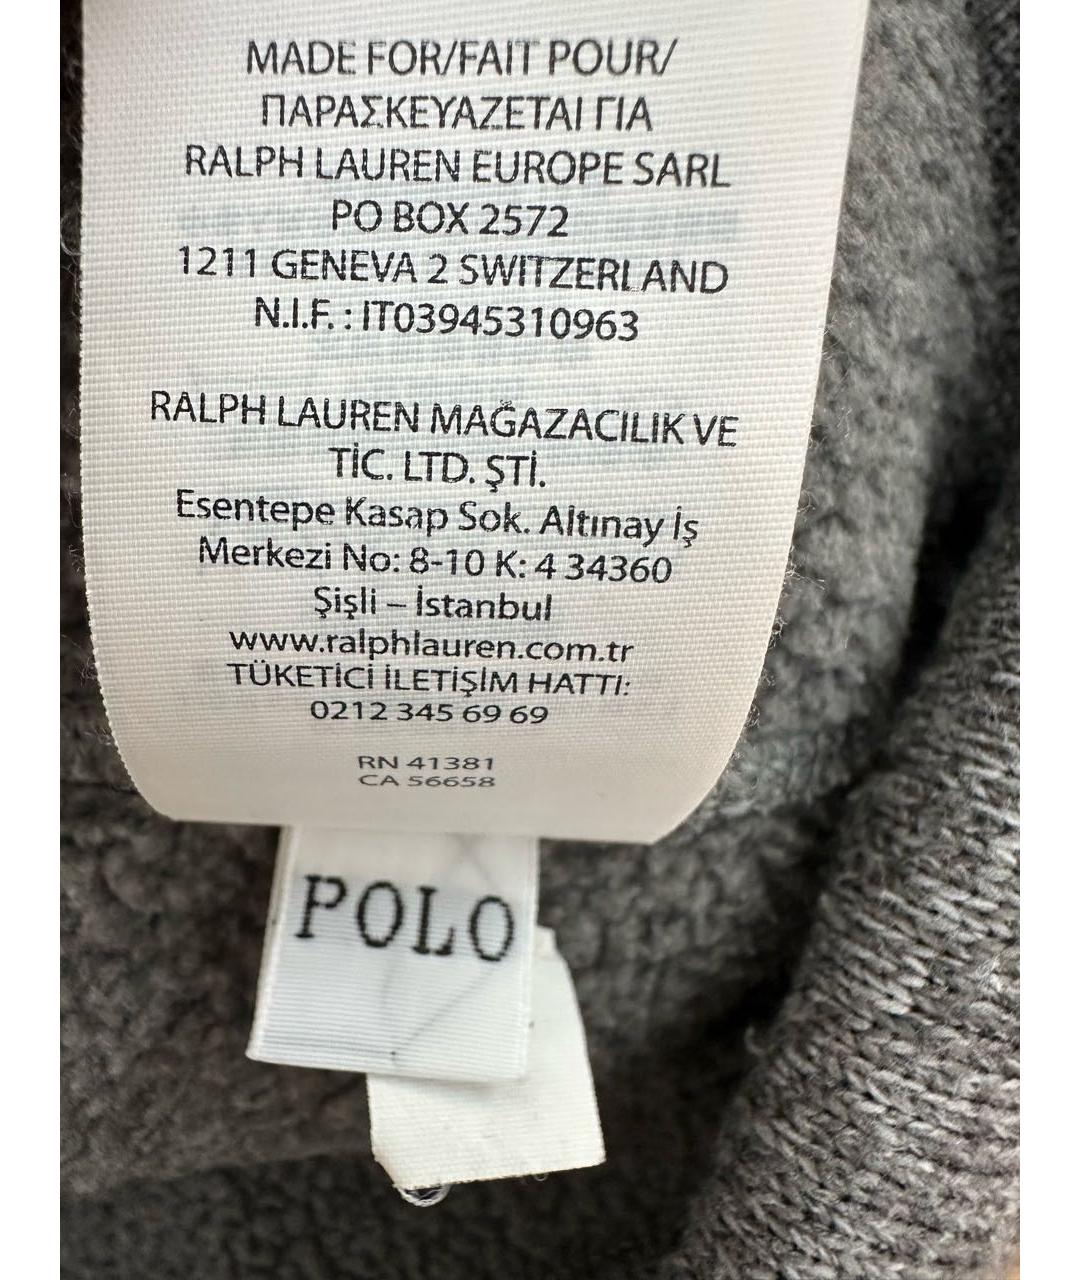 MADE FOR/FAIT POUR/
ΠΑΡΑΣΚΕΥΑΖΕΤΑΙ ΓΙΑ
RALPH LAUREN EUROPE SARL
PO BOX 2572
1211 GENEVA 2 SWITZERLAND
N.I.F. : IT03945310963
RALPH LAUREN MAĞAZACILIK VE
TİC. LTD. ŞTİ.
Esentepe Kasap Sok. Altınay İş
Merkezi No: 8-10 K: 4 34360
Şişli – İstanbul
www.ralphlauren.com.tr
TÜKETİCİ İLETİŞİM HATTI:
0212 345 69 69
RN 41381
CA 56658
POLO